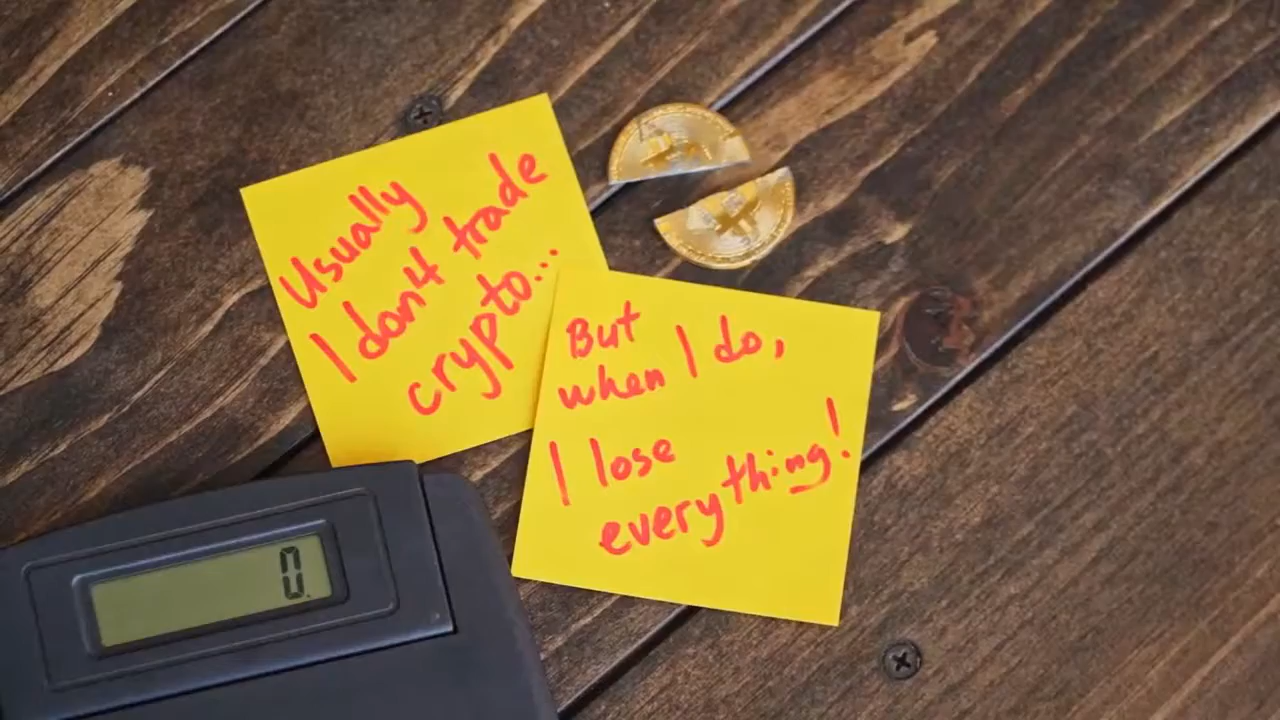 Usually
I don't trade
crypto...
But
when I do,
I lose
everything!
0.